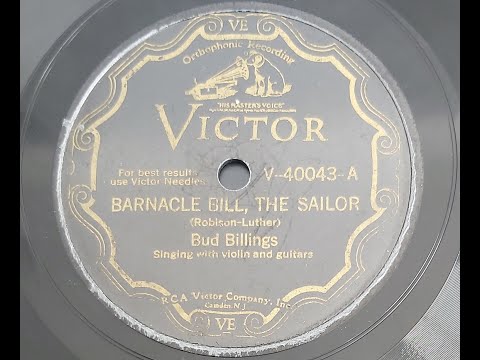 VE
Orthophonic Recording
"HIS MASTER'S VOICE"
VICTOR
For best results
use Victor Needles
V-40043-A
BARNACLE BILL, THE SAILOR
(Robison-Luther)
Bud Billings
Singing with violin and guitars
RCA Victor Company, Inc.
Camden N.J.
VE